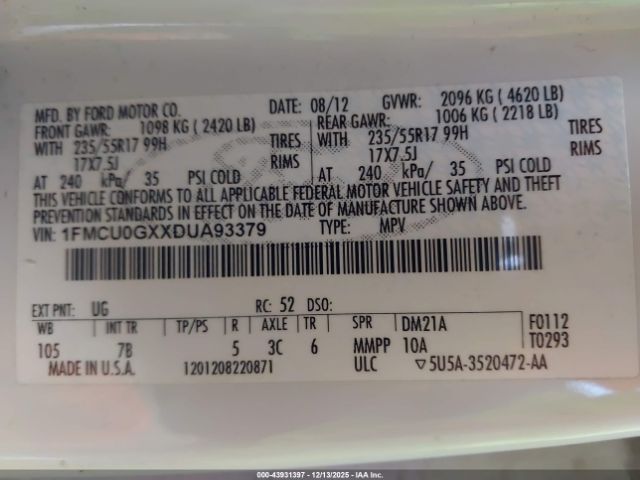 MFD. BY FORD MOTOR CO. DATE: 08/12 GVWR: 2096 KG ( 4620 LB)
FRONT GAWR: 1098 KG ( 2420 LB) REAR GAWR: 1006 KG ( 2218 LB)
WITH 235/55R17 99H TIRES WITH 235/55R17 99H TIRES
17X7.5J RIMS 17X7.5J RIMS
AT 240 kPa/ 35 PSI COLD AT 240 kPa/ 35 PSI COLD
THIS VEHICLE CONFORMS TO ALL APPLICABLE FEDERAL MOTOR VEHICLE SAFETY AND THEFT
PREVENTION STANDARDS IN EFFECT ON THE DATE OF MANUFACTURE SHOWN ABOVE.
VIN: 1FMCU0GXXDUA93379 TYPE: MPV
EXT PNT: UG RC: 52 DSO:
WB INT TR TP/PS R AXLE TR SPR DM21A F0112
105 7B 5 3C 6 MMPP 10A T0293
MADE IN U.S.A. 1201208220871 ULC ▽5U5A-3520472-AA
000-43931397 - 12/13/2025 - IAA Inc.